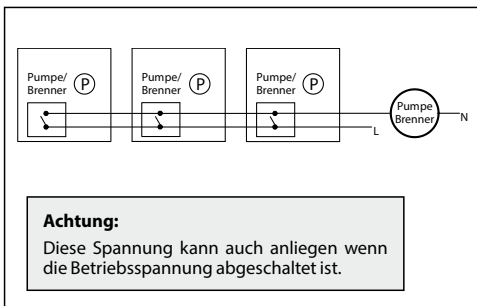 Pumpe/
Brenner P
Pumpe/
Brenner P
Pumpe/
Brenner P
Pumpe
Brenner
N
L
Achtung:
Diese Spannung kann auch anliegen wenn
die Betriebsspannung abgeschaltet ist.